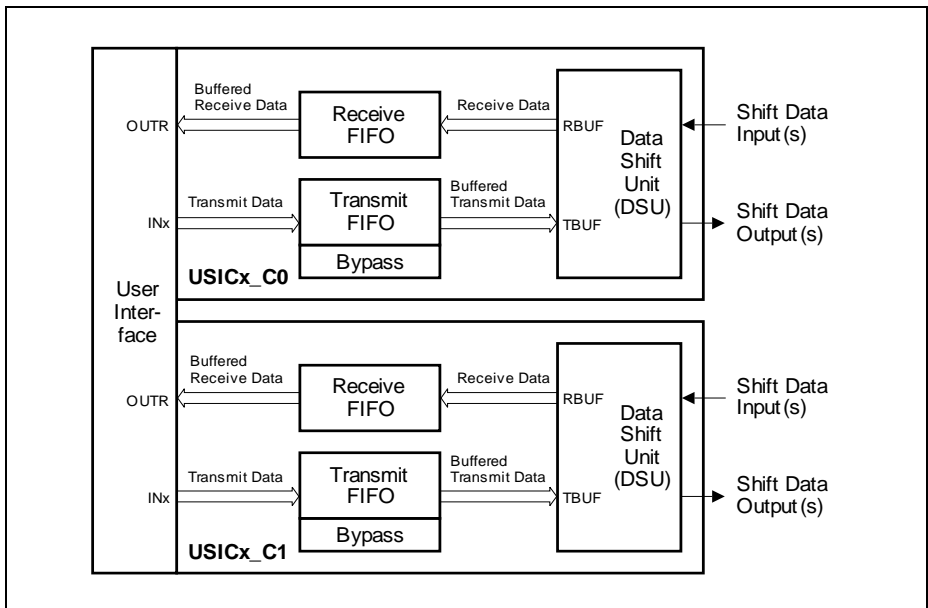 Buffered
Receive Data
Receive Data
OUTR
Receive
FIFO
RBUF
Shift Data
Input(s)
Data
Shift
Unit
(DSU)
Transmit Data
Transmit
FIFO
Buffered
Transmit Data
INx
TBUF
Shift Data
Output(s)
Bypass
USICx_C0
User
Inter-
face
Buffered
Receive Data
Receive Data
OUTR
Receive
FIFO
RBUF
Shift Data
Input(s)
Data
Shift
Unit
(DSU)
Transmit Data
Transmit
FIFO
Buffered
Transmit Data
INx
TBUF
Shift Data
Output(s)
Bypass
USICx_C1